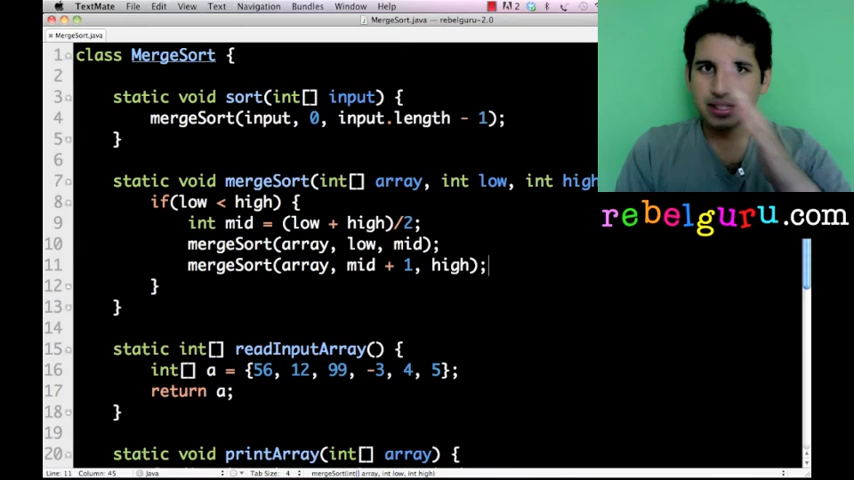 TextMate File Edit View Text Navigation Bundles Window Help
MergeSort.java — rebelguru-2.0
MergeSort.java
1 class MergeSort {
2
3 static void sort(int[] input) {
4 mergeSort(input, 0, input.length - 1);
5 }
6
7 static void mergeSort(int[] array, int low, int high
8 if(low < high) {
9 int mid = (low + high)/2;
10 mergeSort(array, low, mid);
11 mergeSort(array, mid + 1, high);
12 }
13 }
14
15 static int[] readInputArray() {
16 int[] a = {56, 12, 99, -3, 4, 5};
17 return a;
18 }
19
20 static void printArray(int[] array) {
rebelguru.com
Line: 11 Column: 45 Java Tab Size: 4 mergeSort(int[] array, int low, int high)